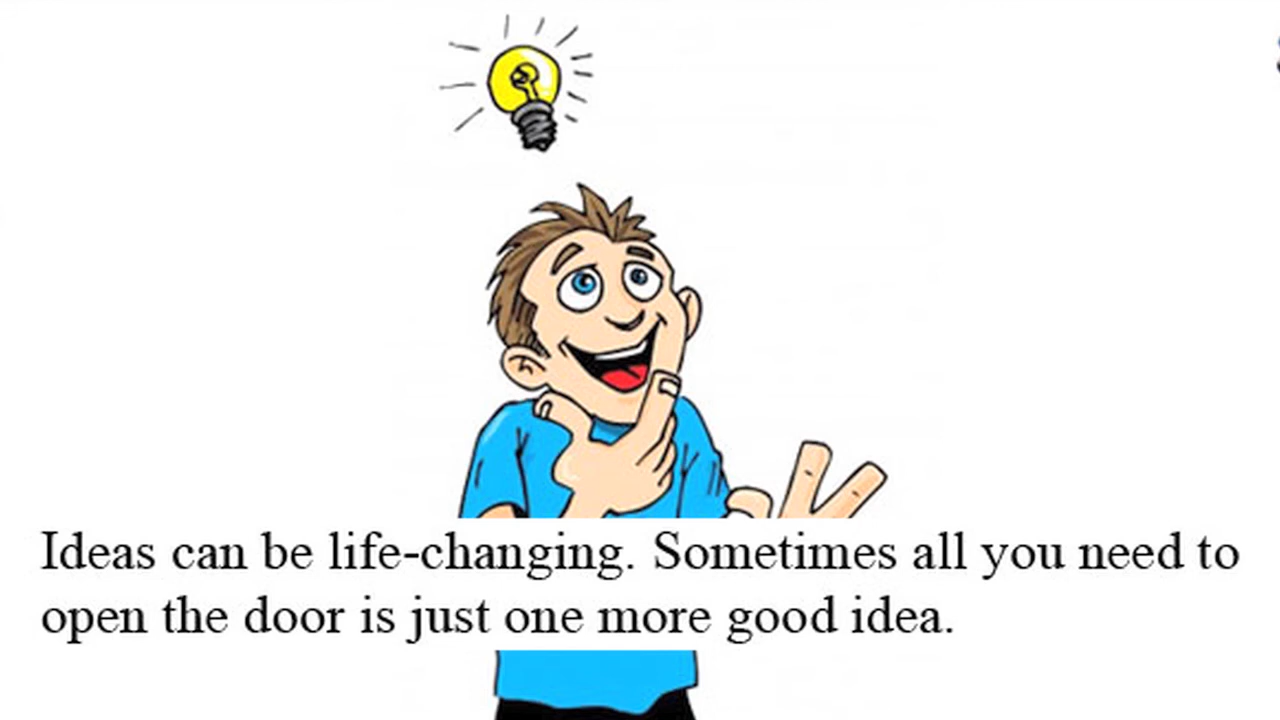 Ideas can be life-changing. Sometimes all you need to
open the door is just one more good idea.